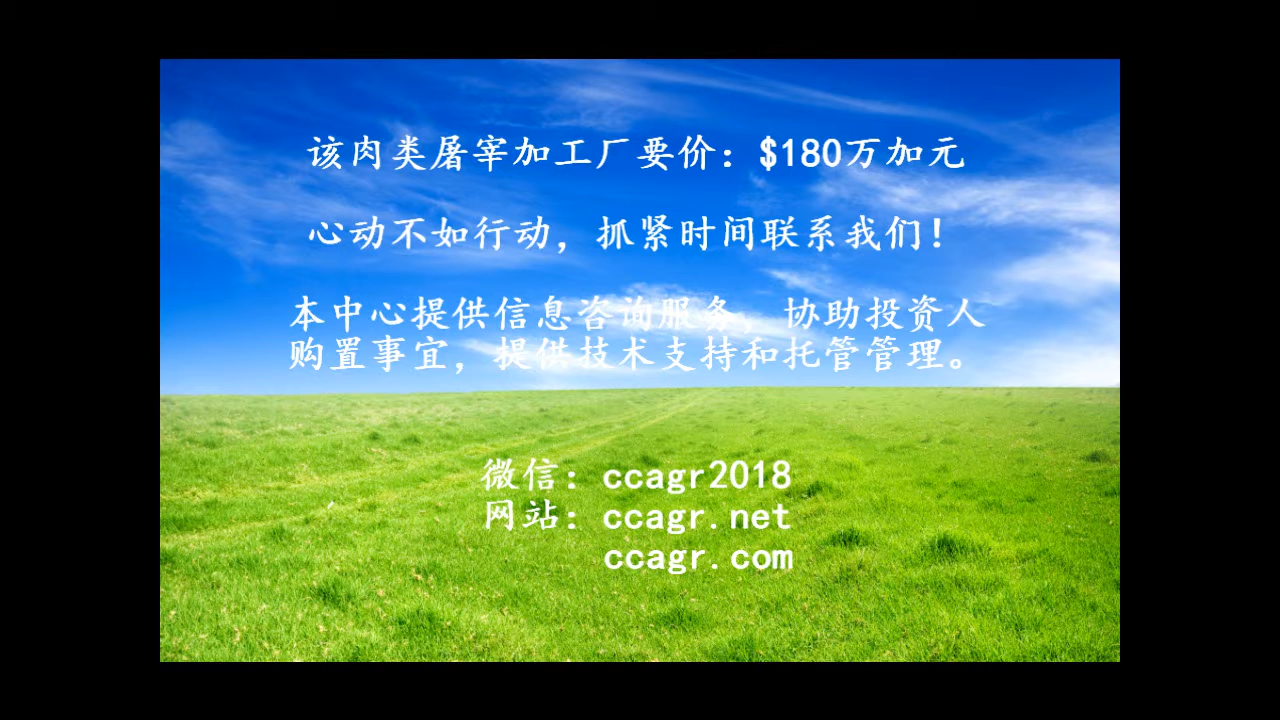 该肉类屠宰加工厂要价：$180万加元
心动不如行动，抓紧时间联系我们！
本中心提供信息咨询服务，协助投资人
购置事宜，提供技术支持和托管管理。
微信：ccagr2018
网站：ccagr.net
ccagr.com